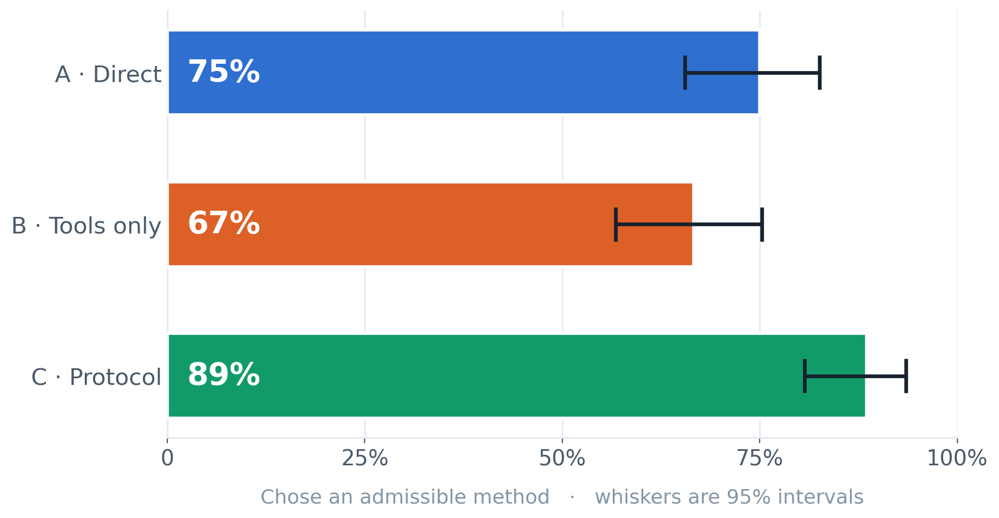 A · Direct
75%
B · Tools only
67%
C · Protocol
89%
0 25% 50% 75% 100%
Chose an admissible method · whiskers are 95% intervals